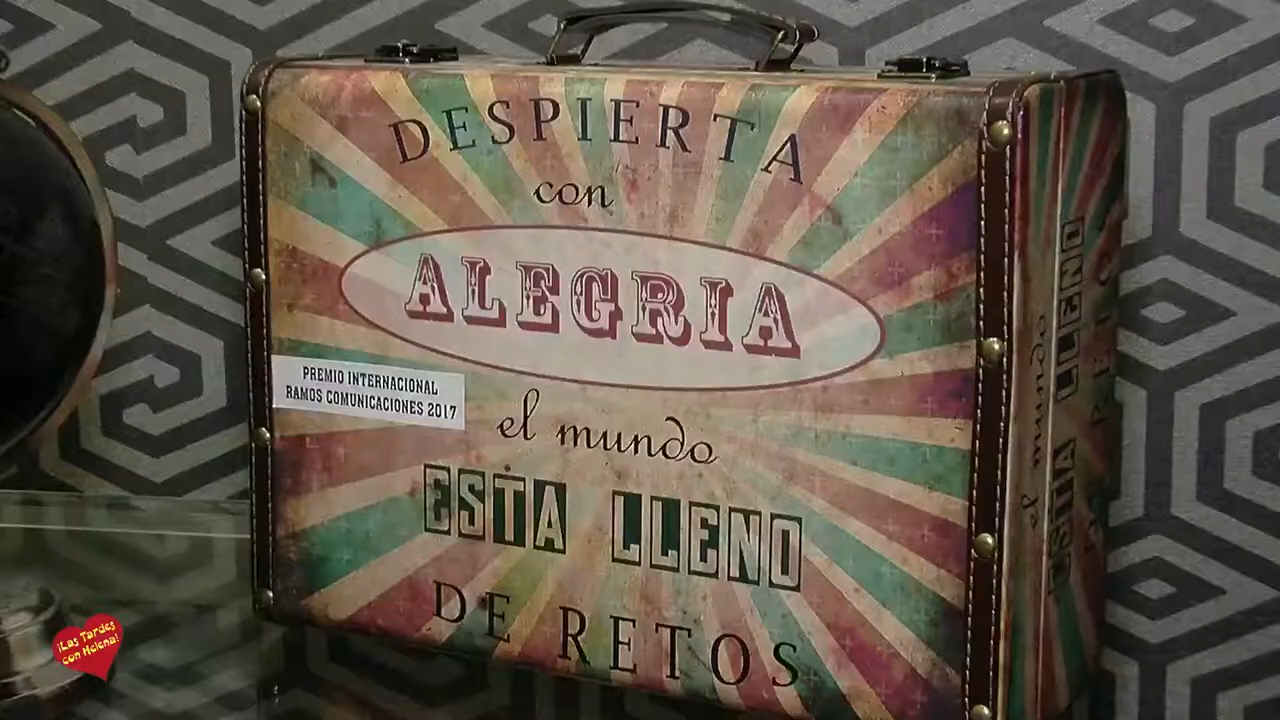 DESPIERTA
con
ALEGRIA
PREMIO INTERNACIONAL
RAMOS COMUNICACIONES 2017
el mundo
ESTA LLENO
DE RETOS
el mundo
ESTA LLENO
¡Las Tardes
con Helena!